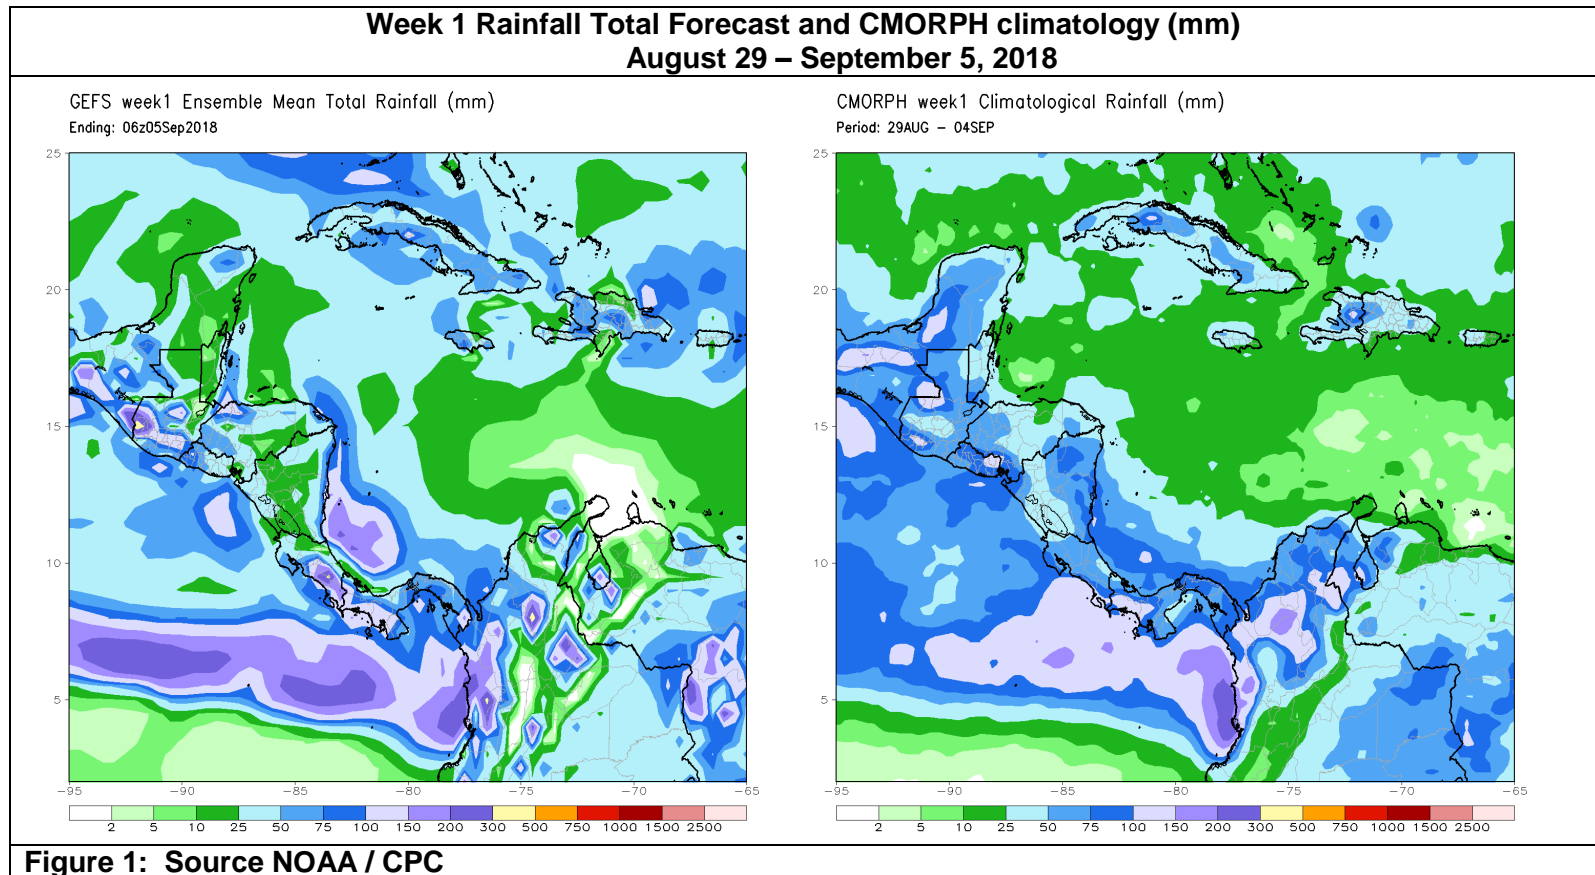 Week 1 Rainfall Total Forecast and CMORPH climatology (mm)
August 29 – September 5, 2018
GEFS week1 Ensemble Mean Total Rainfall (mm)
Ending: 06z05Sep2018
25
20
15
10
5
-95 -90 -85 -80 -75 -70 -65
2 5 10 25 50 75 100 150 200 300 500 750 1000 1500 2500
CMORPH week1 Climatological Rainfall (mm)
Period: 29AUG - 04SEP
25
20
15
10
5
-95 -90 -85 -80 -75 -70 -65
2 5 10 25 50 75 100 150 200 300 500 750 1000 1500 2500
Figure 1: Source NOAA / CPC